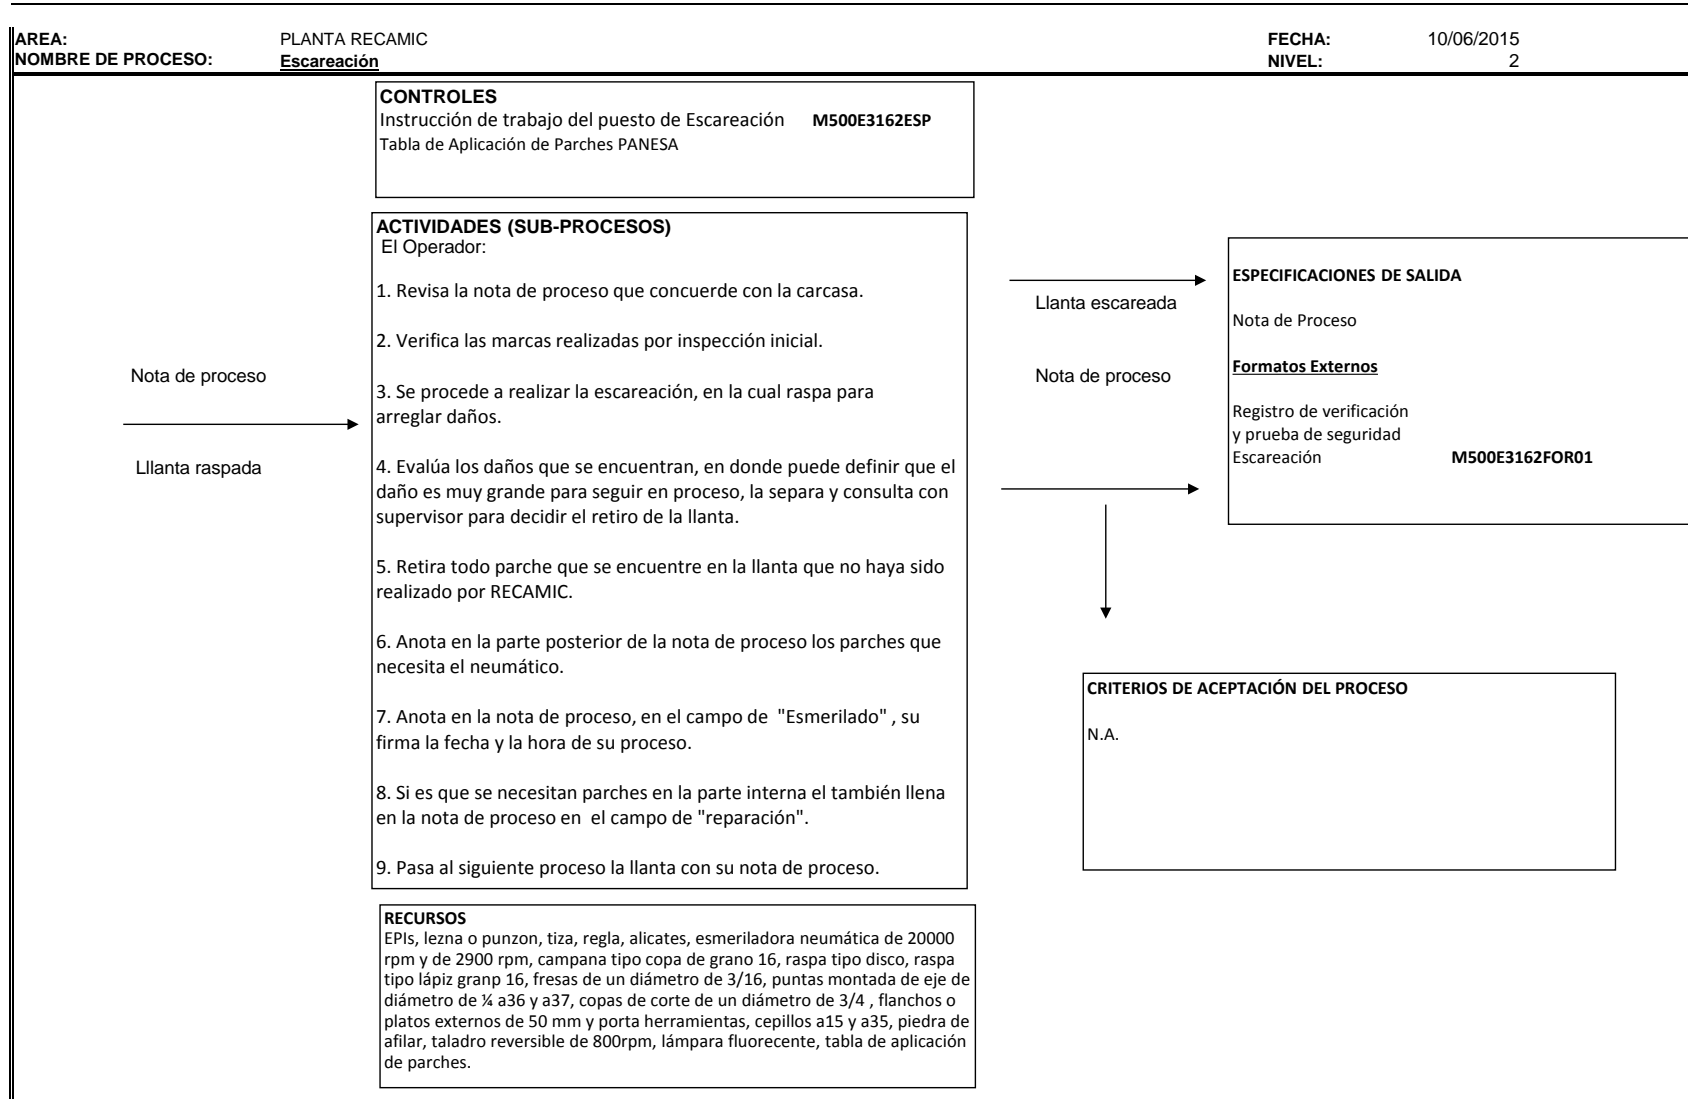 AREA: PLANTA RECAMIC FECHA: 10/06/2015
NOMBRE DE PROCESO: Escareación NIVEL: 2
CONTROLES
Instrucción de trabajo del puesto de Escareación M500E3162ESP
Tabla de Aplicación de Parches PANESA
Nota de proceso
Lllanta raspada
ACTIVIDADES (SUB-PROCESOS)
El Operador:
1. Revisa la nota de proceso que concuerde con la carcasa.
2. Verifica las marcas realizadas por inspección inicial.
3. Se procede a realizar la escareación, en la cual raspa para
arreglar daños.
4. Evalúa los daños que se encuentran, en donde puede definir que el
daño es muy grande para seguir en proceso, la separa y consulta con
supervisor para decidir el retiro de la llanta.
5. Retira todo parche que se encuentre en la llanta que no haya sido
realizado por RECAMIC.
6. Anota en la parte posterior de la nota de proceso los parches que
necesita el neumático.
7. Anota en la nota de proceso, en el campo de "Esmerilado" , su
firma la fecha y la hora de su proceso.
8. Si es que se necesitan parches en la parte interna el también llena
en la nota de proceso en el campo de "reparación".
9. Pasa al siguiente proceso la llanta con su nota de proceso.
Llanta escareada
Nota de proceso
ESPECIFICACIONES DE SALIDA
Nota de Proceso
Formatos Externos
Registro de verificación
y prueba de seguridad
Escareación M500E3162FOR01
CRITERIOS DE ACEPTACIÓN DEL PROCESO
N.A.
RECURSOS
EPIs, lezna o punzon, tiza, regla, alicates, esmeriladora neumática de 20000
rpm y de 2900 rpm, campana tipo copa de grano 16, raspa tipo disco, raspa
tipo lápiz granp 16, fresas de un diámetro de 3/16, puntas montada de eje de
diámetro de ¼ a36 y a37, copas de corte de un diámetro de 3/4 , flanchos o
platos externos de 50 mm y porta herramientas, cepillos a15 y a35, piedra de
afilar, taladro reversible de 800rpm, lámpara fluorecente, tabla de aplicación
de parches.